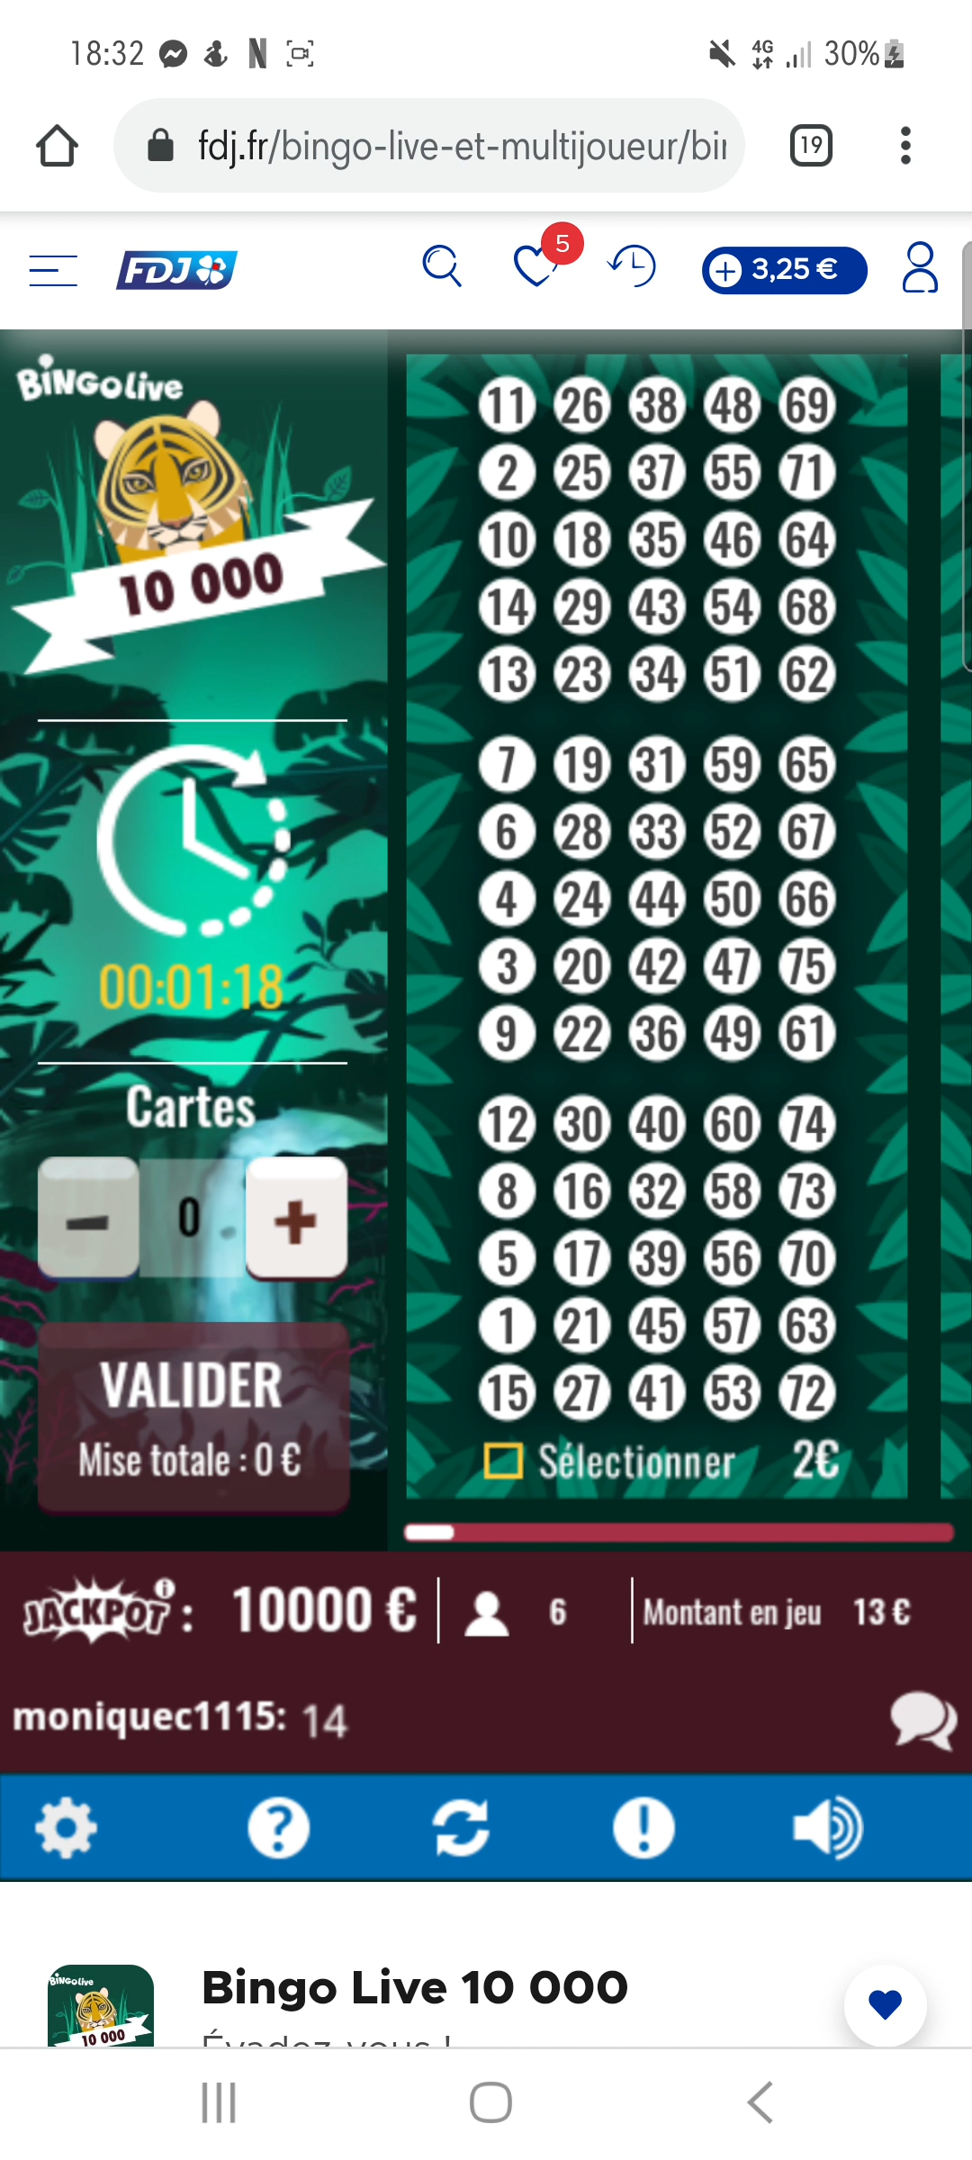 18:32 N 4G 30%
fdj.fr/bingo-live-et-multijoueur/bin
19
FDJ 5 3,25 €
BiNGOLive
10 000
00:01:18
Cartes
0
VALIDER
Mise totale : 0 €
11 26 38 48 69
2 25 37 55 71
10 18 35 46 64
14 29 43 54 68
13 23 34 51 62
7 19 31 59 65
6 28 33 52 67
4 24 44 50 66
3 20 42 47 75
9 22 36 49 61
12 30 40 60 74
8 16 32 58 73
5 17 39 56 70
1 21 45 57 63
15 27 41 53 72
Sélectionner 2€
JACKPOT : 10000 € 6 Montant en jeu 13 €
moniquec1115: 14
BiNGOLive
10 000
Bingo Live 10 000
Évadez-vous !